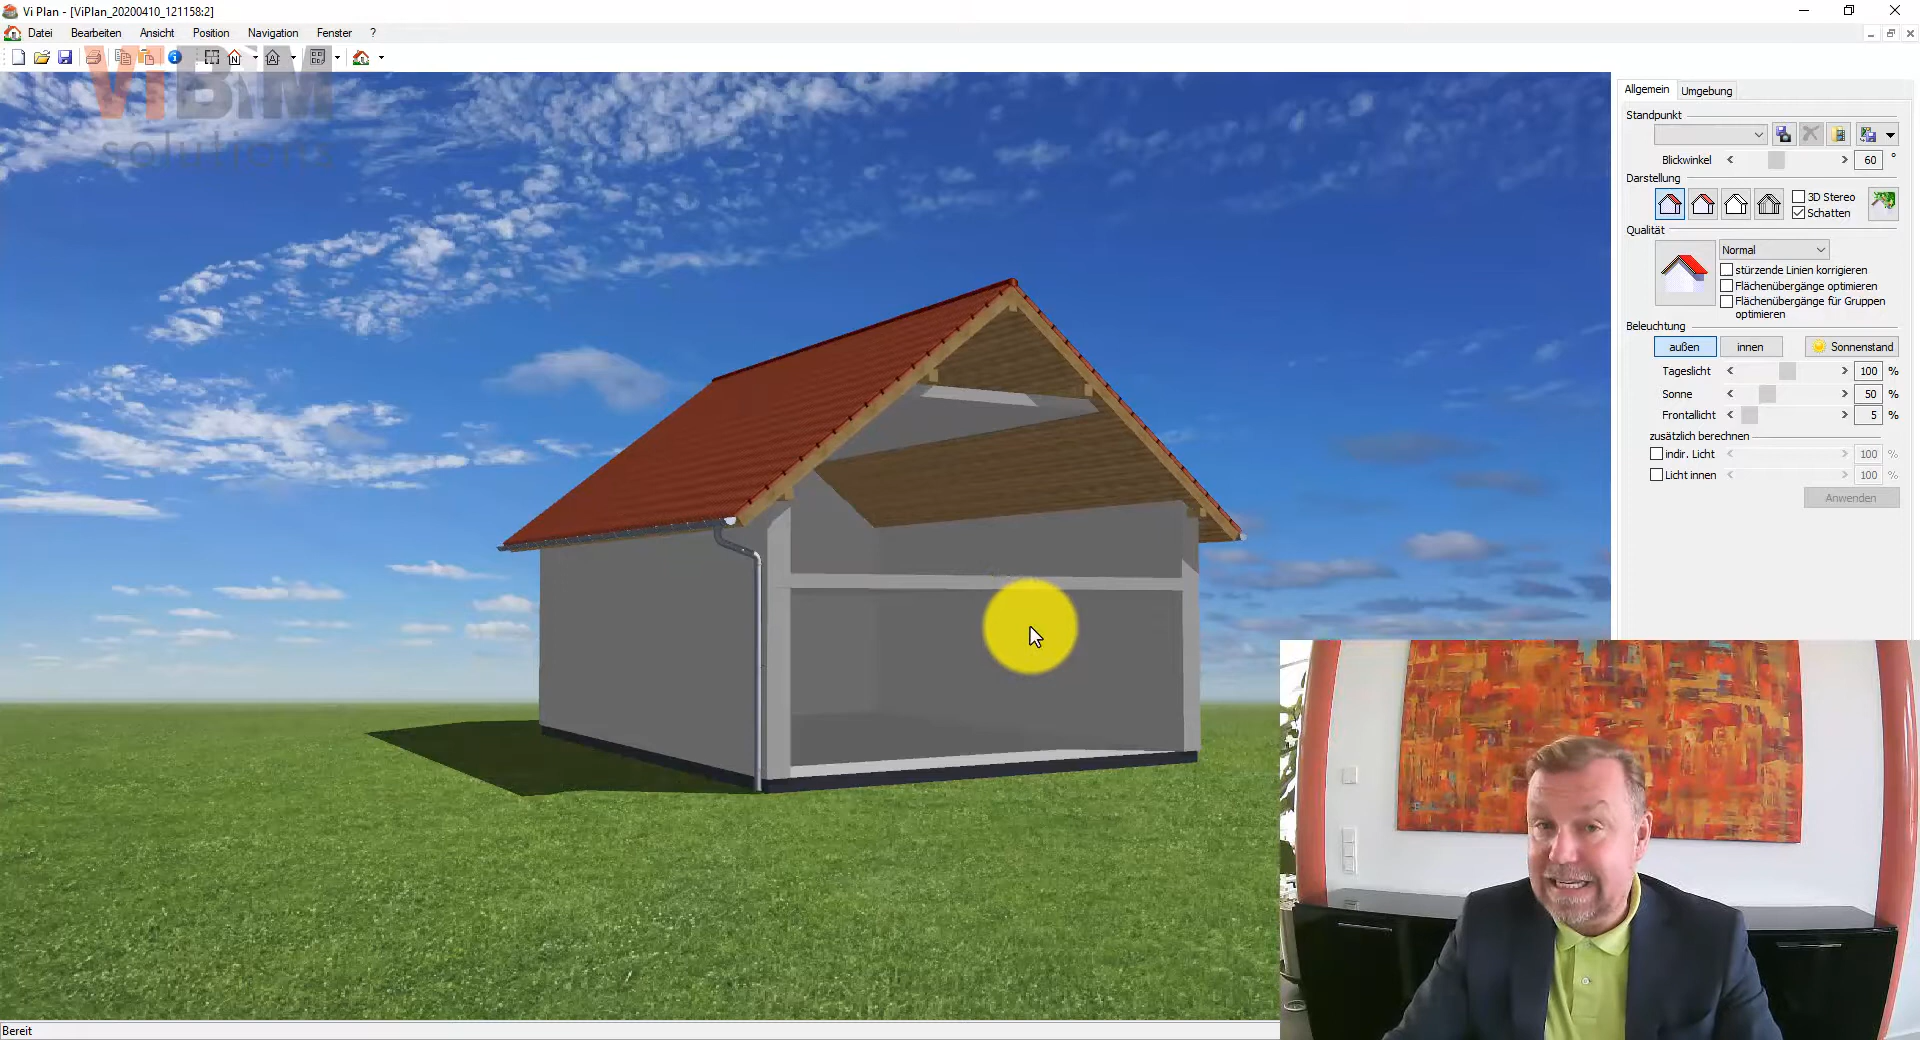 Vi Plan - [ViPlan_20200410_121158:2]
Datei Bearbeiten Ansicht Position Navigation Fenster ?
ViBiM
solutions
Allgemein Umgebung
Standpunkt
Blickwinkel < > 60 °
Darstellung
3D Stereo
Schatten
Qualität
Normal
stürzende Linien korrigieren
Flächenübergänge optimieren
Flächenübergänge für Gruppen
optimieren
Beleuchtung
außen innen Sonnenstand
Tageslicht < > 100 %
Sonne < > 50 %
Frontallicht < > 5 %
zusätzlich berechnen
indir. Licht < > 100 %
Licht innen < > 100 %
Anwenden
Bereit